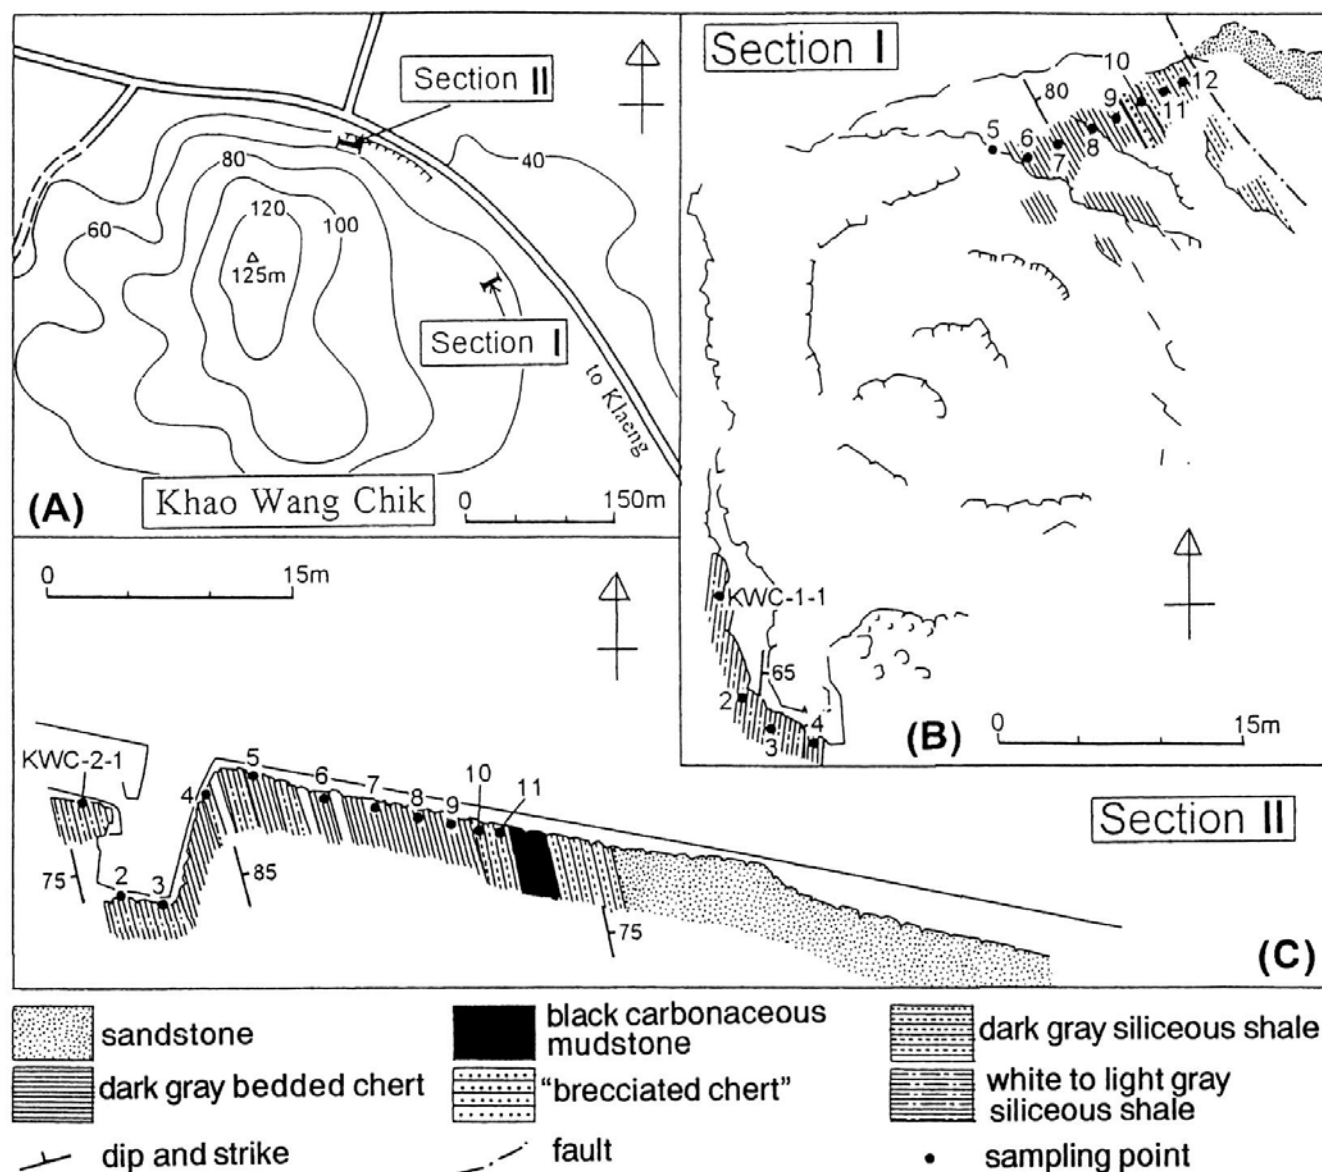 Section II
40
80
60
120
100
125m
Section I
to Klaeng
Khao Wang Chik
(A)
0 150m
Section I
10
12
80
9
11
5
6
8
7
KWC-1-1
65
2
4
3
(B)
0 15m
0 15m
KWC-2-1
5
4
6
7
8
9
10
11
Section II
75
2
3
85
75
(C)
sandstone
black carbonaceous
mudstone
dark gray siliceous shale
dark gray bedded chert
“brecciated chert”
white to light gray
siliceous shale
dip and strike
fault
sampling point